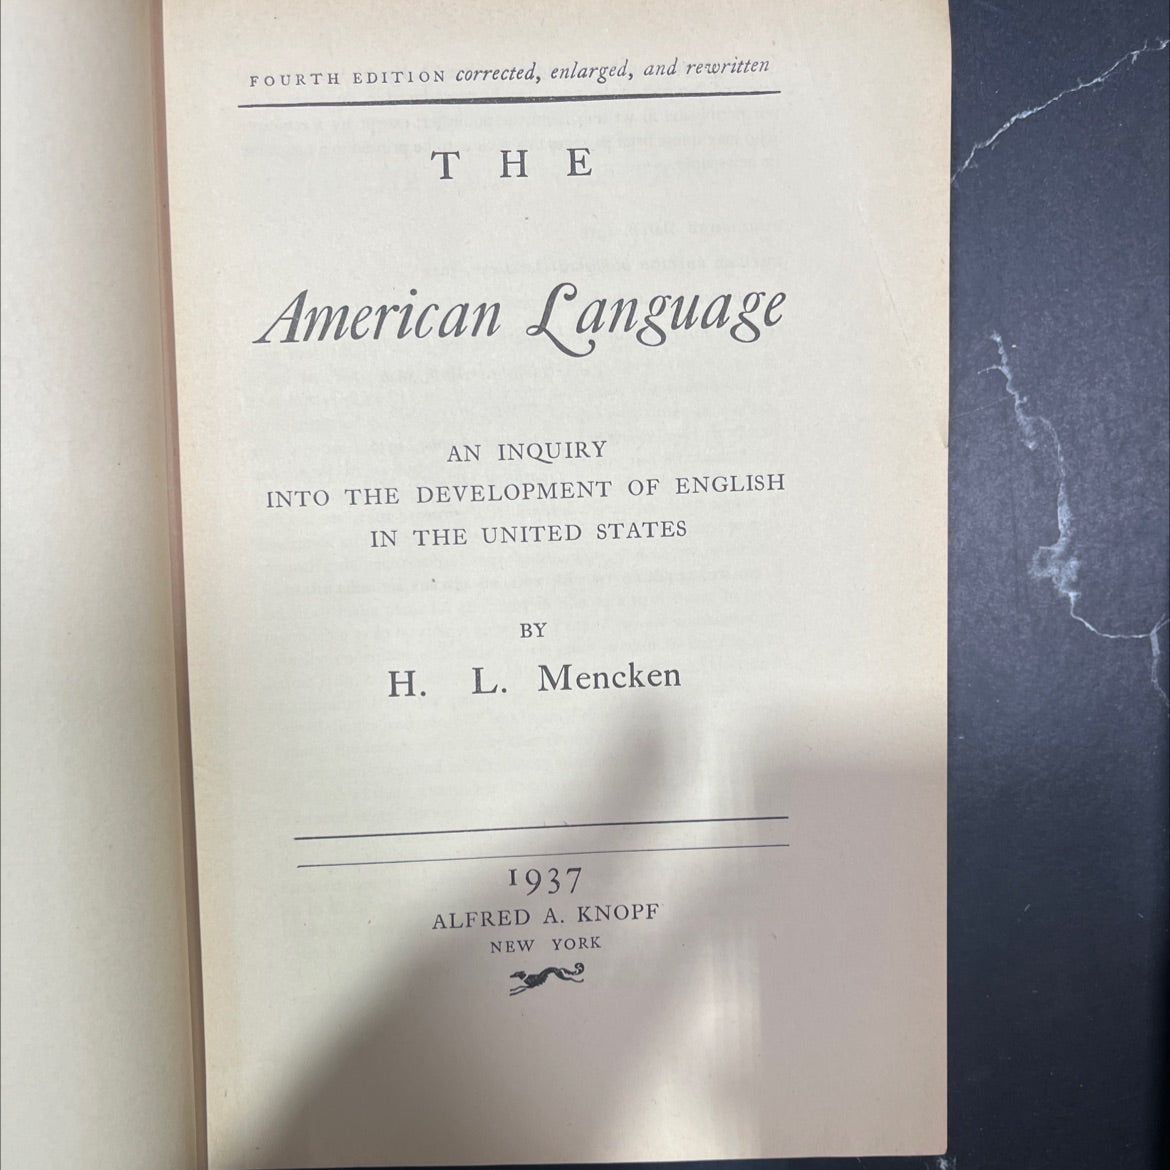 FOURTH EDITION corrected, enlarged, and rewritten
THE
American Language
AN INQUIRY
INTO THE DEVELOPMENT OF ENGLISH
IN THE UNITED STATES
BY
H. L. Mencken
1937
ALFRED A. KNOPF
NEW YORK